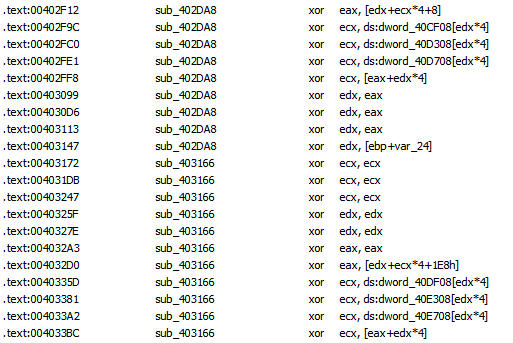 .text:00402F12 sub_402DA8 xor eax, [edx+ecx*4+8]
.text:00402F9C sub_402DA8 xor ecx, ds:dword_40CF08[edx*4]
.text:00402FC0 sub_402DA8 xor ecx, ds:dword_40D308[edx*4]
.text:00402FE1 sub_402DA8 xor ecx, ds:dword_40D708[edx*4]
.text:00402FF8 sub_402DA8 xor ecx, [eax+edx*4]
.text:00403099 sub_402DA8 xor edx, eax
.text:004030D6 sub_402DA8 xor edx, eax
.text:00403113 sub_402DA8 xor edx, eax
.text:00403147 sub_402DA8 xor edx, [ebp+var_24]
.text:00403172 sub_403166 xor ecx, ecx
.text:004031DB sub_403166 xor ecx, ecx
.text:00403247 sub_403166 xor ecx, ecx
.text:0040325F sub_403166 xor edx, edx
.text:0040327E sub_403166 xor edx, edx
.text:004032A3 sub_403166 xor eax, eax
.text:004032D0 sub_403166 xor eax, [edx+ecx*4+1E8h]
.text:0040335D sub_403166 xor ecx, ds:dword_40DF08[edx*4]
.text:00403381 sub_403166 xor ecx, ds:dword_40E308[edx*4]
.text:004033A2 sub_403166 xor ecx, ds:dword_40E708[edx*4]
.text:004033BC sub_403166 xor ecx, [eax+edx*4]